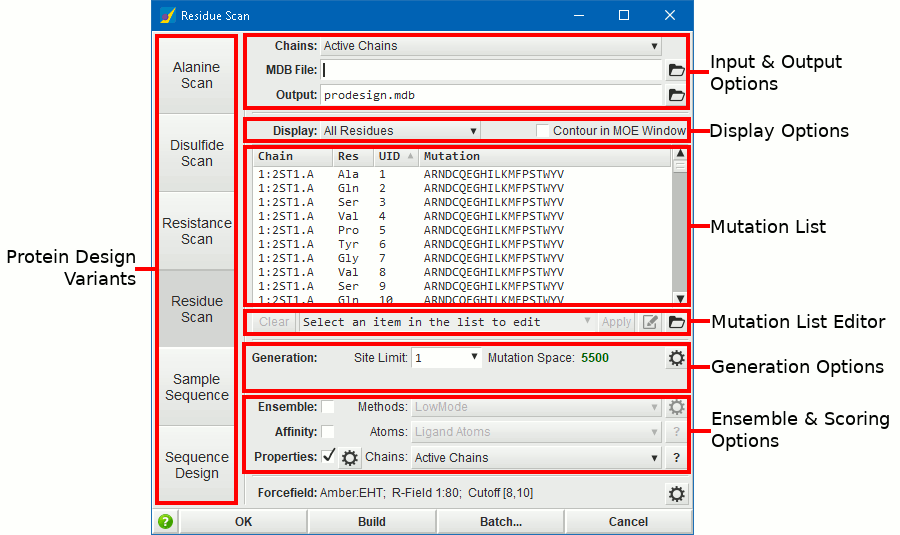 Residue Scan
Alanine
Scan
Disulfide
Scan
Resistance
Scan
Residue
Scan
Sample
Sequence
Sequence
Design
Protein Design
Variants
Chains: Active Chains
MDB File:
Output: prodesign.mdb
Input & Output
Options
Display: All Residues Contour in MOE Window
Display Options
Chain Res UID Mutation
1:2ST1.A Ala 1 ARNDCQEGHILKMFPSTWYV
1:2ST1.A Gln 2 ARNDCQEGHILKMFPSTWYV
1:2ST1.A Ser 3 ARNDCQEGHILKMFPSTWYV
1:2ST1.A Val 4 ARNDCQEGHILKMFPSTWYV
1:2ST1.A Pro 5 ARNDCQEGHILKMFPSTWYV
1:2ST1.A Tyr 6 ARNDCQEGHILKMFPSTWYV
1:2ST1.A Gly 7 ARNDCQEGHILKMFPSTWYV
1:2ST1.A Val 8 ARNDCQEGHILKMFPSTWYV
1:2ST1.A Ser 9 ARNDCQEGHILKMFPSTWYV
1:2ST1.A Gln 10 ARNDCQEGHILKMFPSTWYV
Mutation List
Clear Select an item in the list to edit Apply
Mutation List Editor
Generation: Site Limit: 1 Mutation Space: 5500
Generation Options
Ensemble: Methods: LowMode
Affinity: Atoms: Ligand Atoms ?
Properties: Chains: Active Chains ?
Ensemble & Scoring
Options
Forcefield: Amber:EHT; R-Field 1:80; Cutoff [8,10]
? OK Build Batch... Cancel